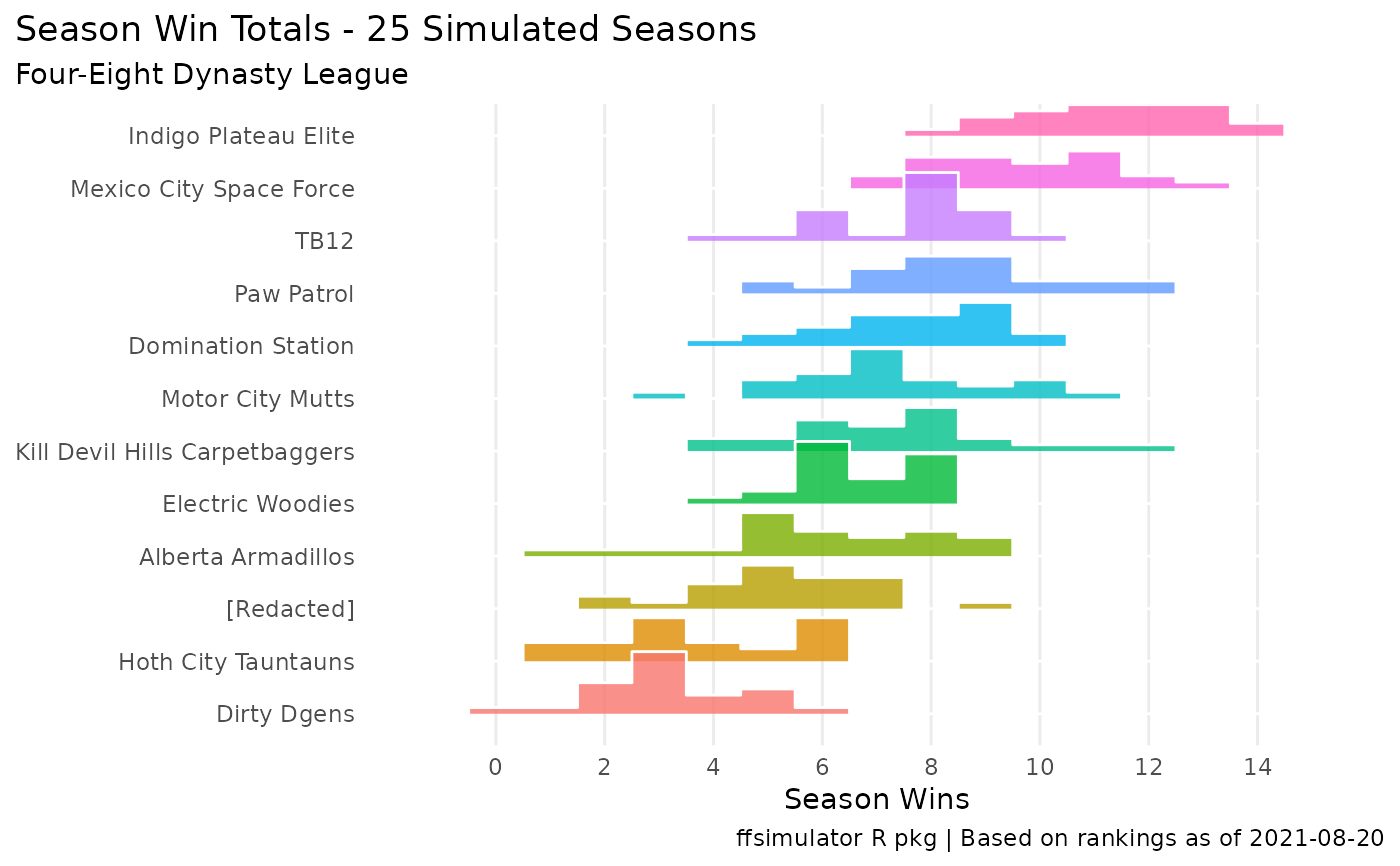 Season Win Totals - 25 Simulated Seasons
Four-Eight Dynasty League
Indigo Plateau Elite
Mexico City Space Force
TB12
Paw Patrol
Domination Station
Motor City Mutts
Kill Devil Hills Carpetbaggers
Electric Woodies
Alberta Armadillos
[Redacted]
Hoth City Tauntauns
Dirty Dgens
0 2 4 6 8 10 12 14
Season Wins
ffsimulator R pkg | Based on rankings as of 2021-08-20